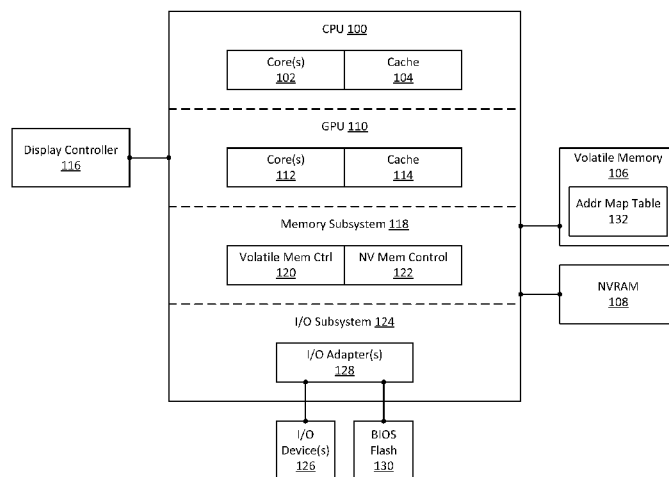 CPU 100
Core(s)
102
Cache
104
GPU 110
Core(s)
112
Cache
114
Display Controller
116
Memory Subsystem 118
Volatile Mem Ctrl
120
NV Mem Control
122
Volatile Memory
106
Addr Map Table
132
NVRAM
108
I/O Subsystem 124
I/O Adapter(s)
128
I/O
Device(s)
126
BIOS
Flash
130